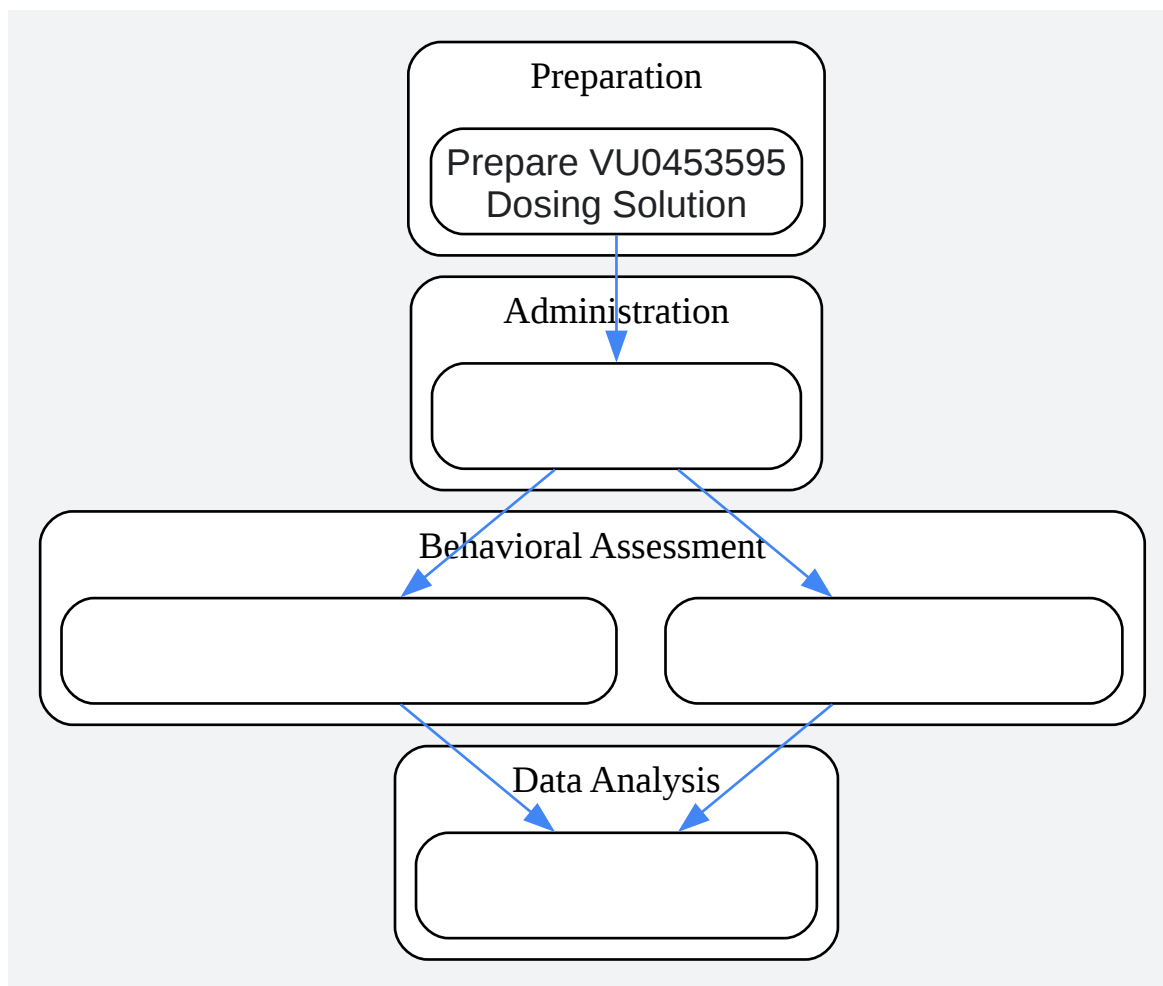 Preparation
Prepare VU0453595
Dosing Solution
Administration
Behavioral Assessment
Data Analysis